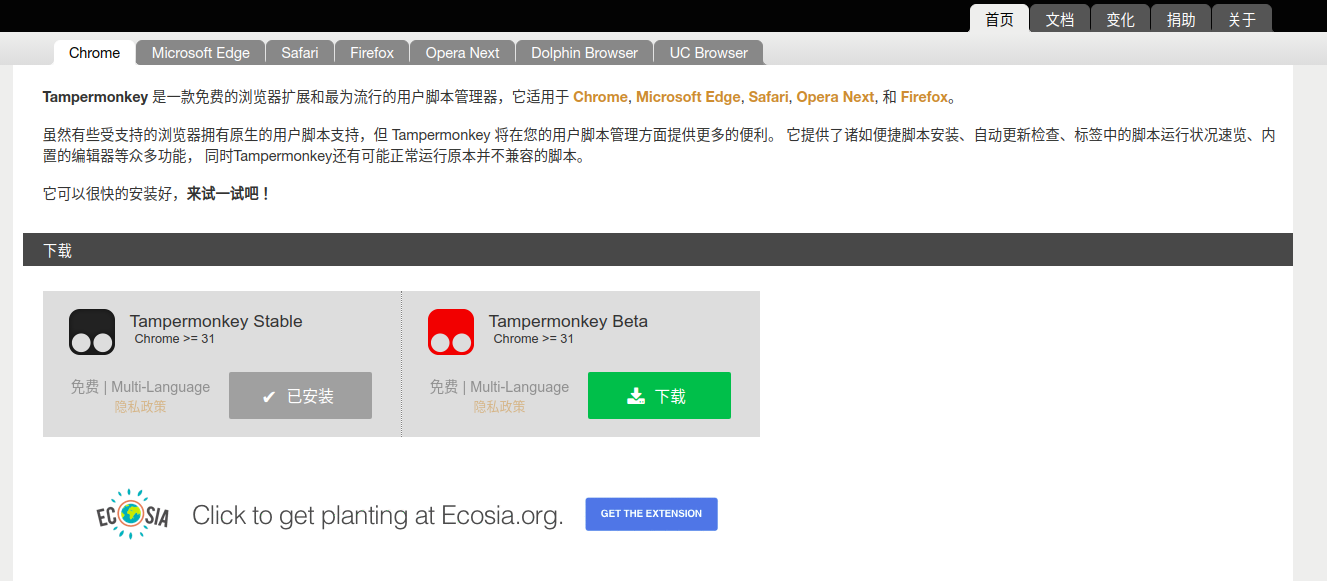 首页 文档 变化 捐助 关于
Chrome Microsoft Edge Safari Firefox Opera Next Dolphin Browser UC Browser
Tampermonkey 是一款免费的浏览器扩展和最为流行的用户脚本管理器，它适用于 Chrome, Microsoft Edge, Safari, Opera Next, 和 Firefox。
虽然有些受支持的浏览器拥有原生的用户脚本支持，但 Tampermonkey 将在您的用户脚本管理方面提供更多的便利。 它提供了诸如便捷脚本安装、自动更新检查、标签中的脚本运行状况速览、内
置的编辑器等众多功能， 同时Tampermonkey还有可能正常运行原本并不兼容的脚本。
它可以很快的安装好，来试一试吧！
下载
Tampermonkey Stable
Chrome >= 31
免费 | Multi-Language
隐私政策
✔ 已安装
Tampermonkey Beta
Chrome >= 31
免费 | Multi-Language
隐私政策
下载
ECOSIA
Click to get planting at Ecosia.org.
GET THE EXTENSION